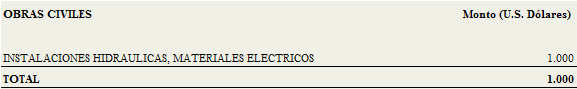 OBRAS CIVILES Monto (U.S. Dólares)
INSTALACIONES HIDRAULICAS, MATERIALES ELECTRICOS 1.000
TOTAL 1.000